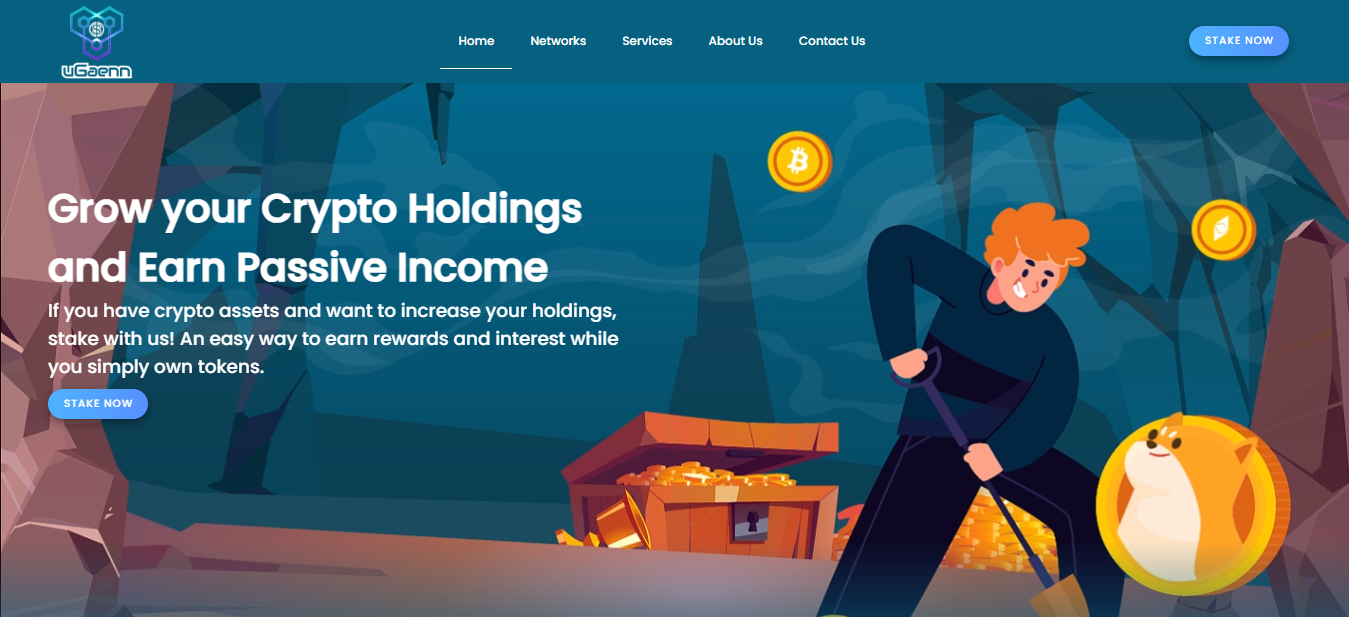 uGaenn
Home
Networks
Services
About Us
Contact Us
STAKE NOW
Grow your Crypto Holdings
and Earn Passive Income
If you have crypto assets and want to increase your holdings,
stake with us! An easy way to earn rewards and interest while
you simply own tokens.
STAKE NOW